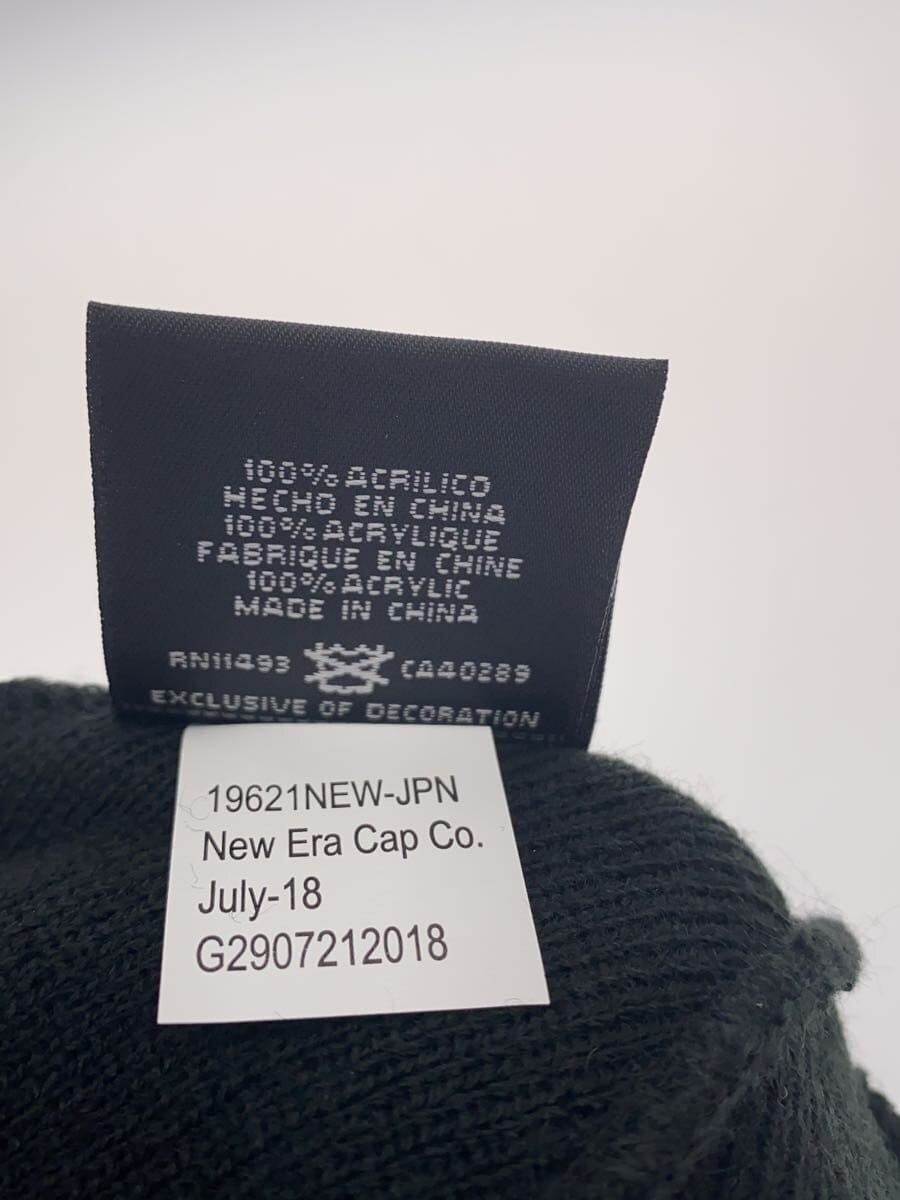 100% ACRILICO
HECHO EN CHINA
100% ACRYLIQUE
FABRIQUE EN CHINE
100% ACRYLIC
MADE IN CHINA
RN11493 CA40289
EXCLUSIVE OF DECORATION
19621NEW-JPN
New Era Cap Co.
July-18
G2907212018